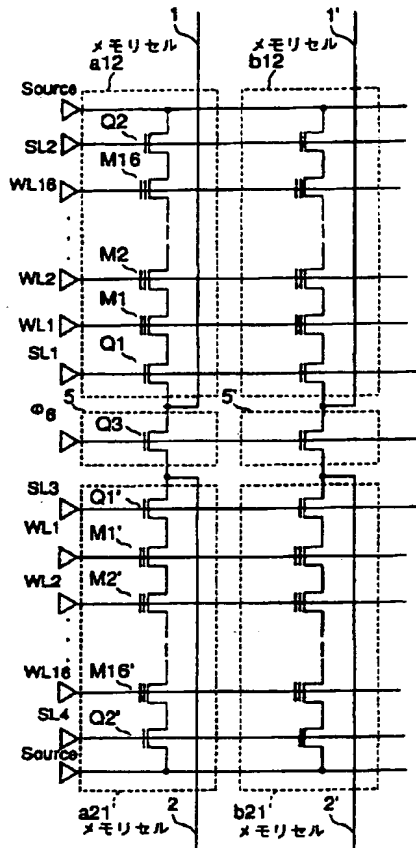 1
1'
メモリセル
メモリセル
a12
b12
Source
Q2
SL2
M16
WL16
M2
WL2
M1
WL1
SL1
Q1
5
5'
Φ6
Q3
SL3
Q1'
WL1
M1'
WL2
M2'
WL16
M16'
SL4
Q2'
Source
a21'
2
b21'
2'
メモリセル
メモリセル